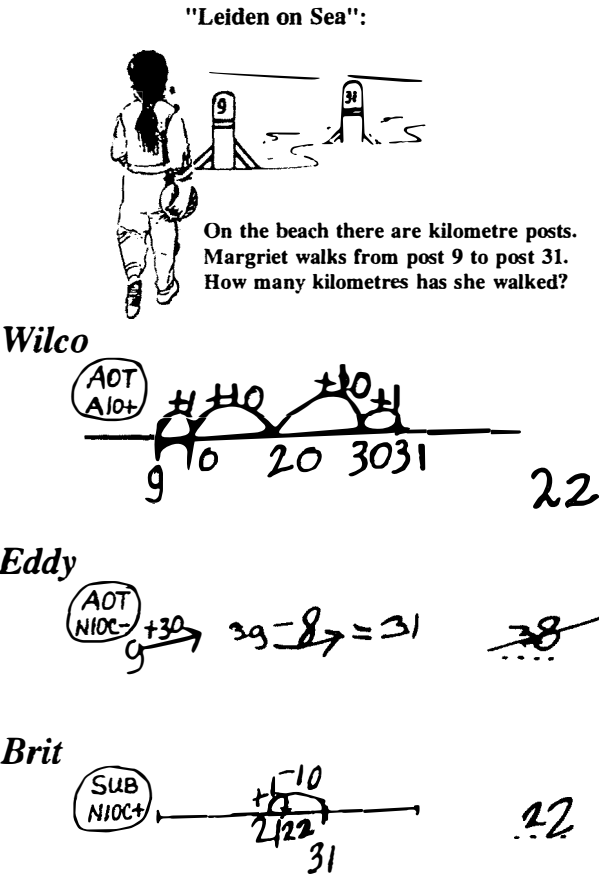 "Leiden on Sea":
9
31
On the beach there are kilometre posts.
Margriet walks from post 9 to post 31.
How many kilometres has she walked?
Wilco
AOT
A10+
+1 +10 +10 +1
9 10 20 30 31
22
Eddy
AOT
N10C-
9 +30 39 -8 = 31
38
Brit
SUB
N10C+
+1 -10
21 22
31
22